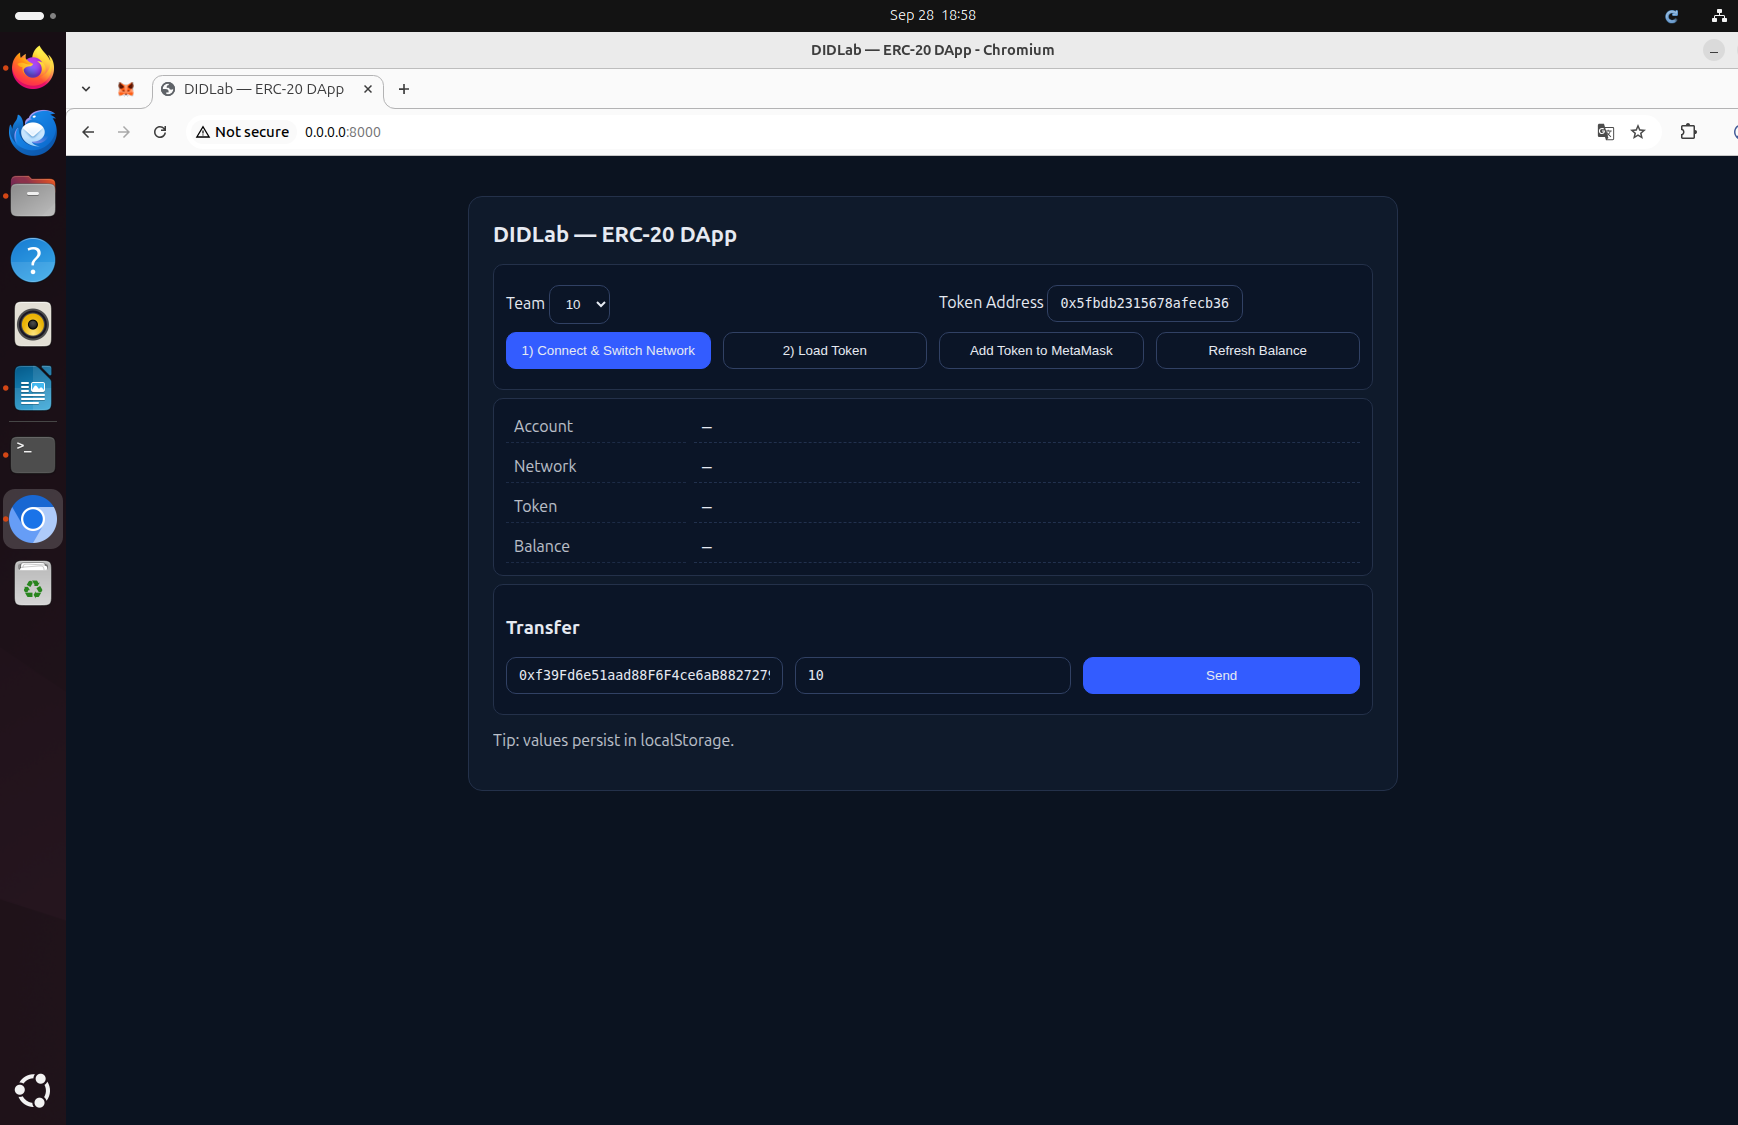 Sep 28 18:58
DIDLab — ERC-20 DApp - Chromium
DIDLab — ERC-20 DApp
Not secure 0.0.0.0:8000
DIDLab — ERC-20 DApp
Team 10 Token Address 0x5fbdb2315678afecb36
1) Connect & Switch Network 2) Load Token Add Token to MetaMask Refresh Balance
Account —
Network —
Token —
Balance —
Transfer
0xf39Fd6e51aad88F6F4ce6aB882727 10 Send
Tip: values persist in localStorage.